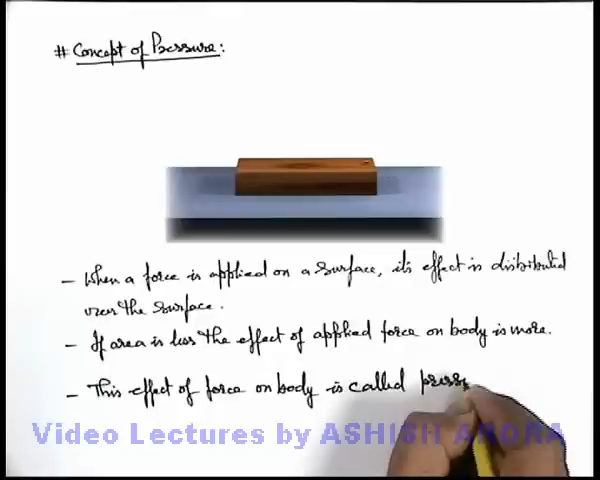 # Concept of Pressure:
- When a force is applied on a surface, its effect is distributed
over the surface.
- If area is less the effect of applied force on body is more.
- This effect of force on body is called press
Video Lectures by ASHISH ARORA